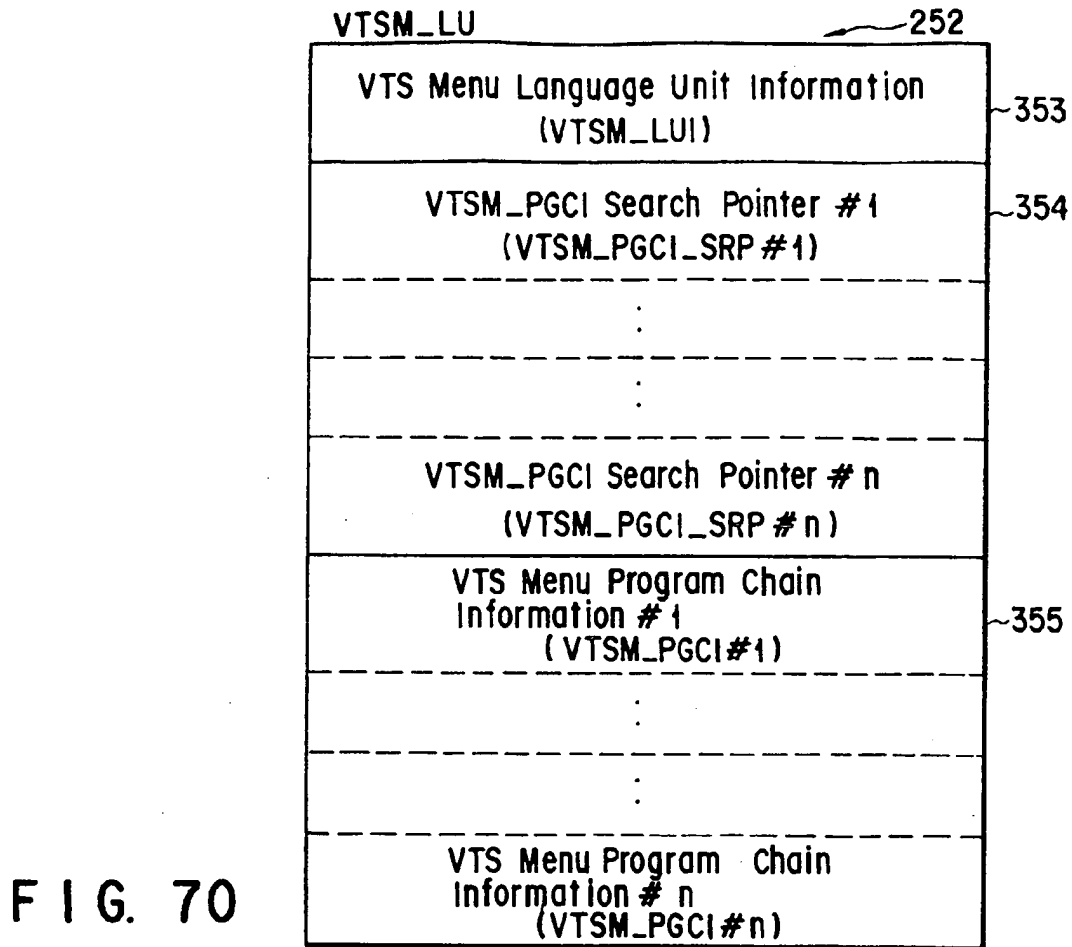 VTSM_LU
252
VTS Menu Language Unit Information
(VTSM_LUI)
353
VTSM_PGCI Search Pointer #1
(VTSM_PGCI_SRP#1)
354
VTSM_PGCI Search Pointer # n
(VTSM_PGCI_SRP # n)
VTS Menu Program Chain
Information # 1
(VTSM_PGCI#1)
355
VTS Menu Program Chain
Information # n
(VTSM_PGCI#n)
FIG. 70